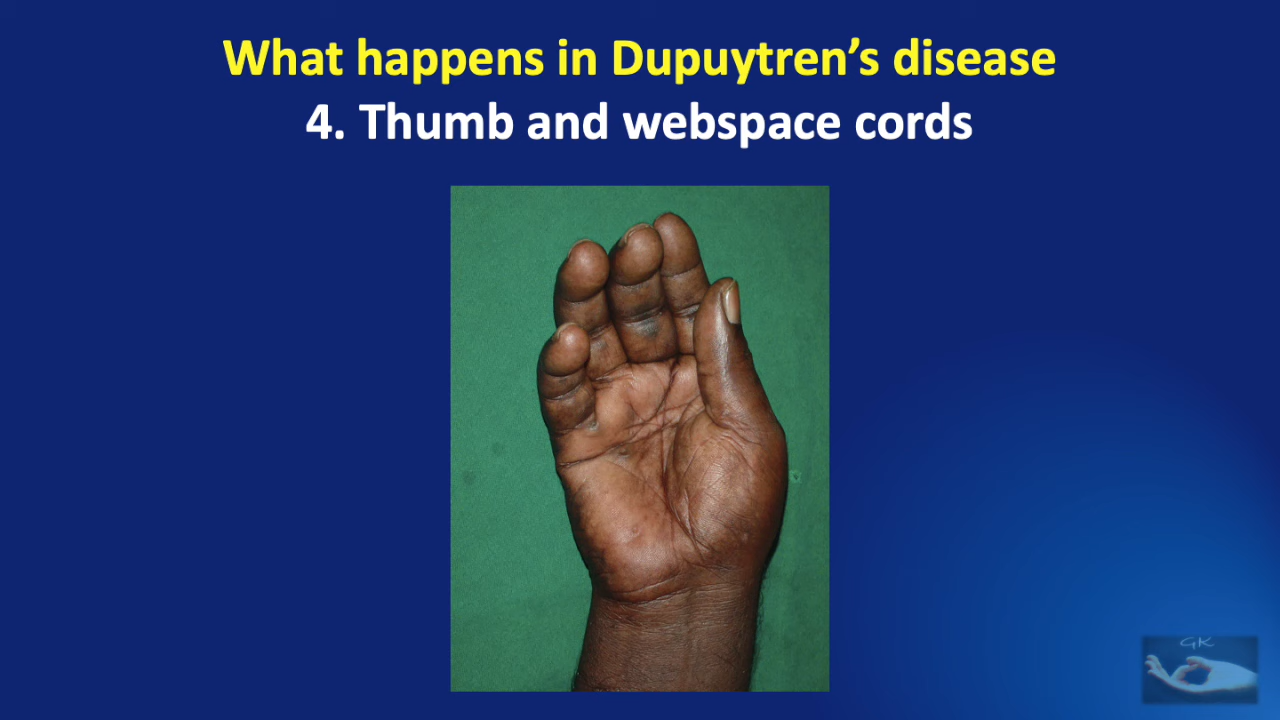 What happens in Dupuytren’s disease
4. Thumb and webspace cords
GK